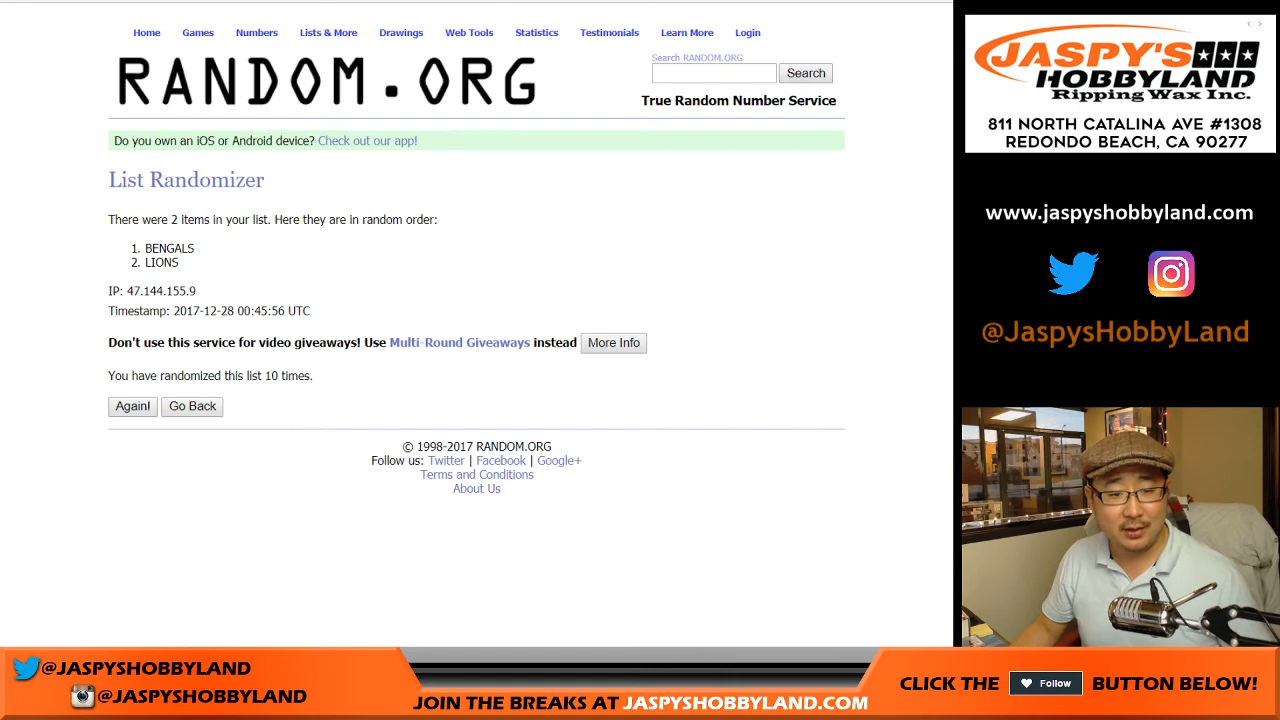 Home Games Numbers Lists & More Drawings Web Tools Statistics Testimonials Learn More Login
RANDOM.ORG
Search RANDOM.ORG
Search
True Random Number Service
Do you own an iOS or Android device? Check out our app!
List Randomizer
There were 2 items in your list. Here they are in random order:
1. BENGALS
2. LIONS
IP: 47.144.155.9
Timestamp: 2017-12-28 00:45:56 UTC
Don't use this service for video giveaways! Use Multi-Round Giveaways instead More Info
You have randomized this list 10 times.
Again! Go Back
© 1998-2017 RANDOM.ORG
Follow us: Twitter | Facebook | Google+
Terms and Conditions
About Us
JASPY'S
HOBBYLAND
Ripping Wax Inc.
811 NORTH CATALINA AVE #1308
REDONDO BEACH, CA 90277
www.jaspyshobbyland.com
@JaspysHobbyLand
@JASPYSHOBBYLAND
@JASPYSHOBBYLAND
JOIN THE BREAKS AT JASPYSHOBBYLAND.COM
CLICK THE Follow BUTTON BELOW!